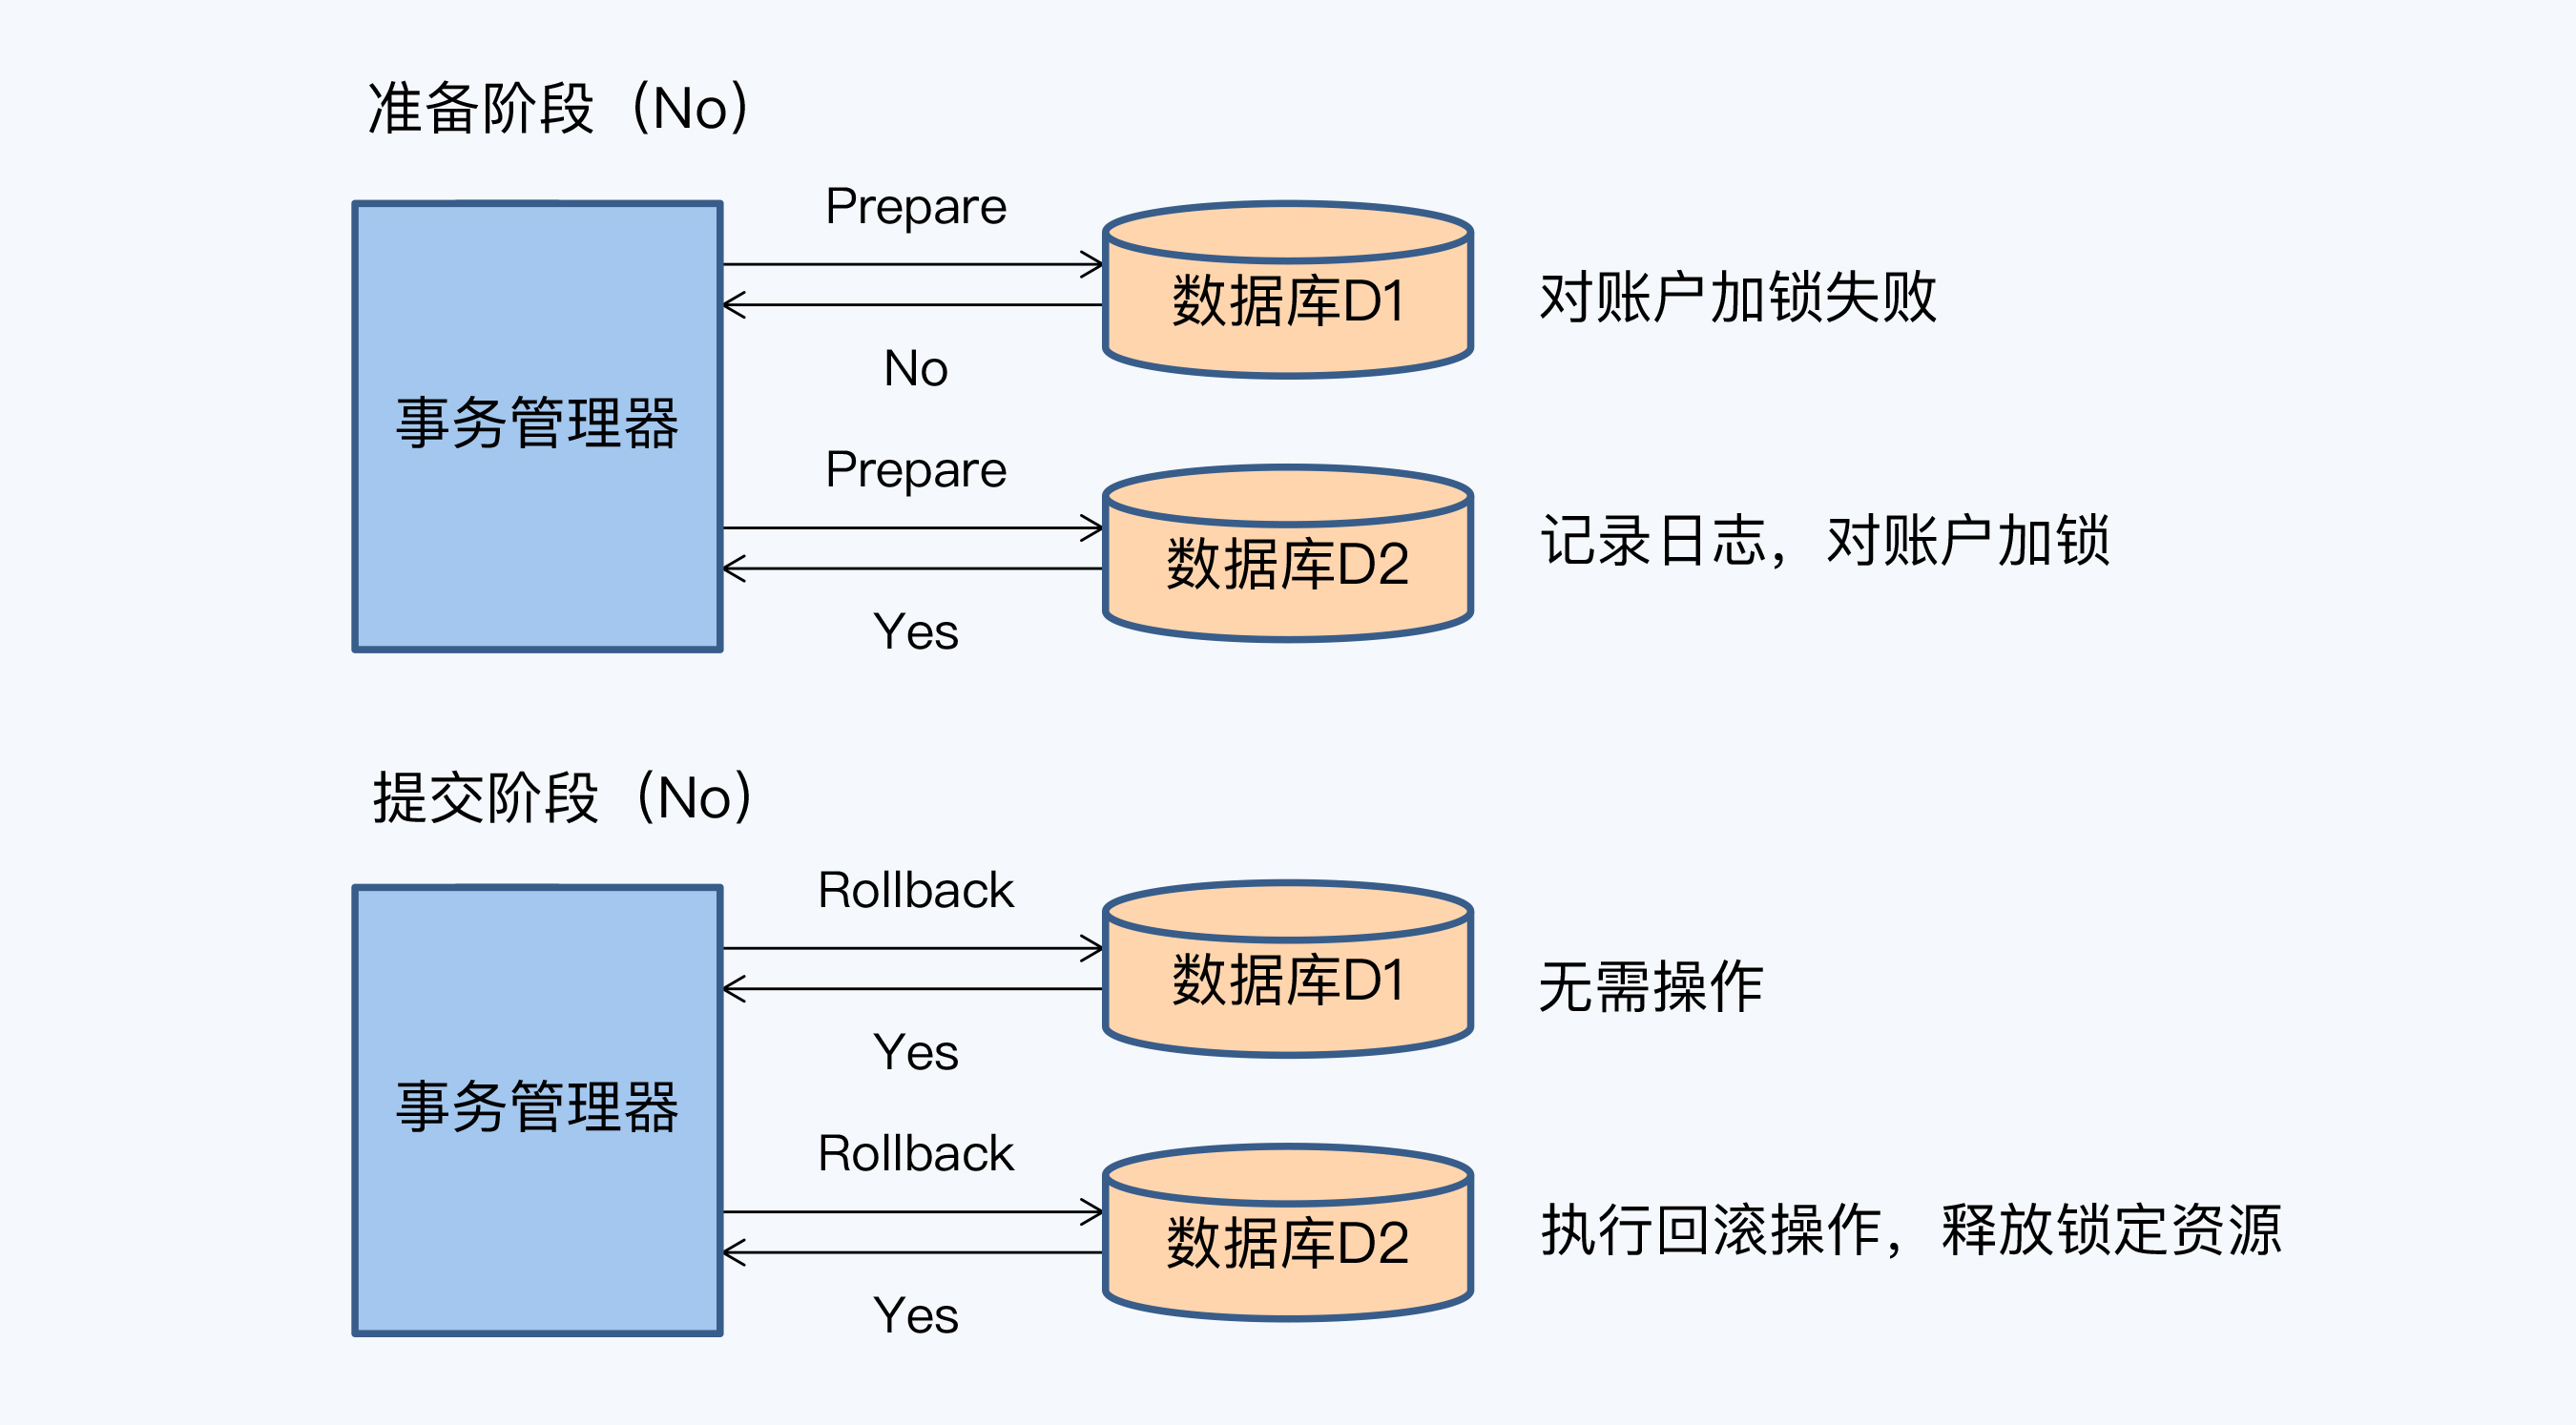 准备阶段（No）
Prepare
数据库D1
对账户加锁失败
No
事务管理器
Prepare
数据库D2
记录日志，对账户加锁
Yes
提交阶段（No）
Rollback
数据库D1
无需操作
Yes
事务管理器
Rollback
数据库D2
执行回滚操作，释放锁定资源
Yes